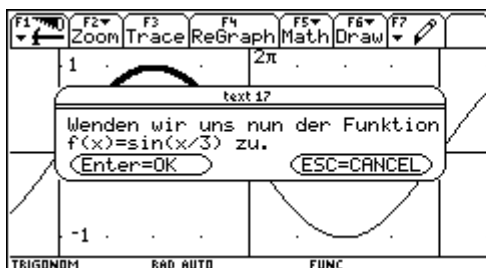 F1 F2 F3 F4 F5 F6 F7
Zoom Trace ReGraph Math Draw
1 2π
text 17
Wenden wir uns nun der Funktion
f(x)=sin(x/3) zu.
Enter=OK ESC=CANCEL
-1
TRIGONOM RAD AUTO FUNC